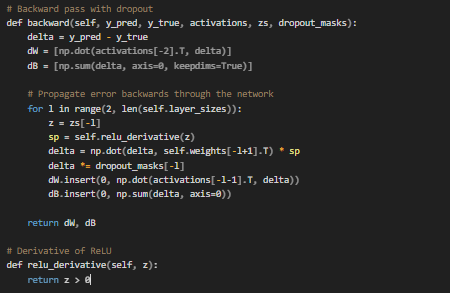 # Backward pass with dropout
def backward(self, y_pred, y_true, activations, zs, dropout_masks):
    delta = y_pred - y_true
    dW = [np.dot(activations[-2].T, delta)]
    dB = [np.sum(delta, axis=0, keepdims=True)]

    # Propagate error backwards through the network
    for l in range(2, len(self.layer_sizes)):
        z = zs[-l]
        sp = self.relu_derivative(z)
        delta = np.dot(delta, self.weights[-l+1].T) * sp
        delta *= dropout_masks[-l]
        dW.insert(0, np.dot(activations[-l-1].T, delta))
        dB.insert(0, np.sum(delta, axis=0))

    return dW, dB

# Derivative of ReLU
def relu_derivative(self, z):
    return z > 0